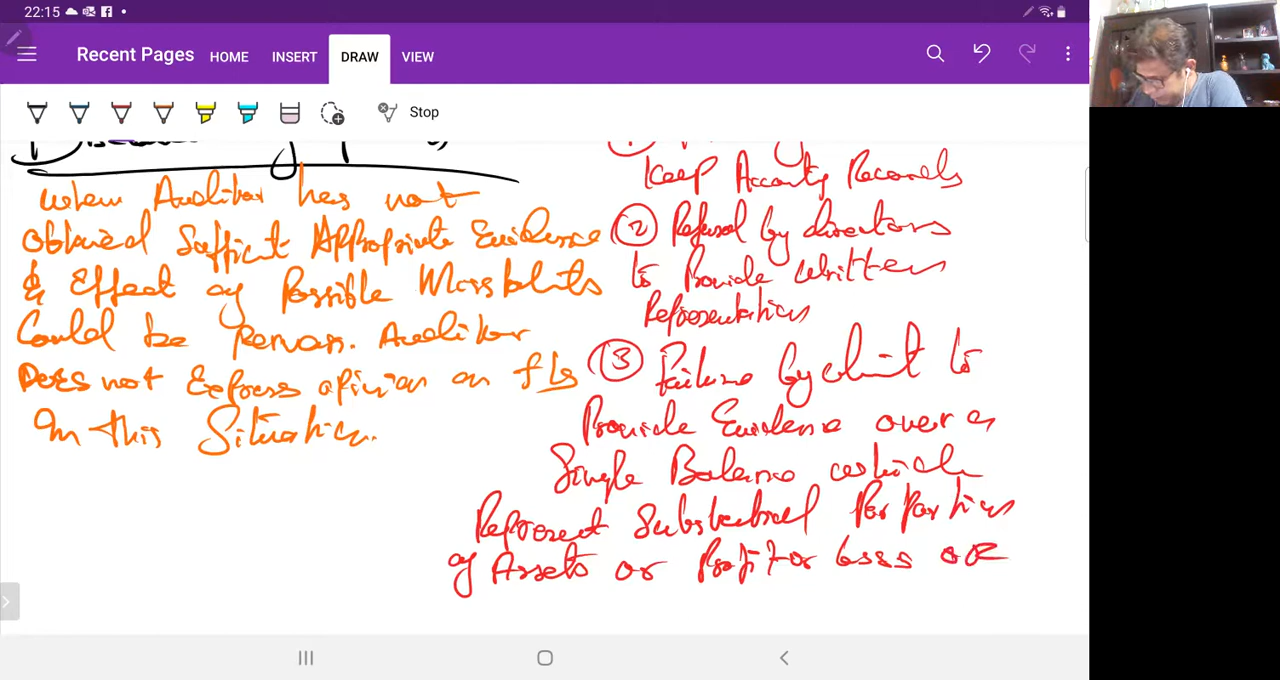 22:15
Recent Pages HOME INSERT DRAW VIEW
Stop
when Auditor has not
Obtained Sufficient Appropriate Evidence
& Effect of Possible Misstatements
Could be Pervasive. Auditor
Does not Express opinion on f/s
In this Situation.
Keep Accounting Records
② Refusal by directors
to Provide written
Representations
③ Failure by client to
Provide Evidence over a
Single Balance which
Represent Substantial Proportion
of Assets or Profit or Loss OR